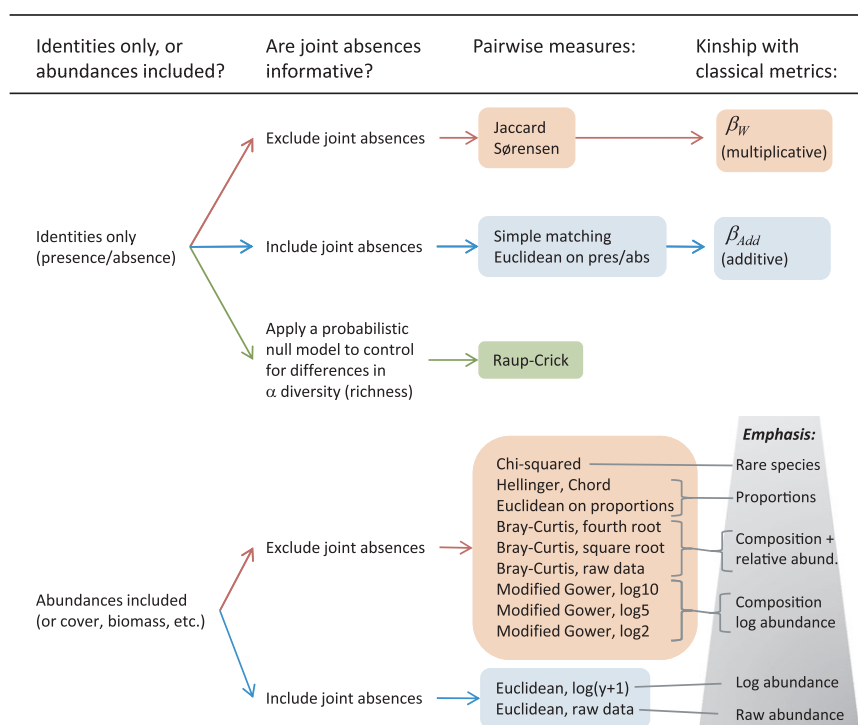 Identities only, or
abundances included?
Are joint absences
informative?
Pairwise measures:
Kinship with
classical metrics:
Exclude joint absences
Jaccard
Sørensen
β_W
(multiplicative)
Identities only
(presence/absence)
Include joint absences
Simple matching
Euclidean on pres/abs
β_Add
(additive)
Apply a probabilistic
null model to control
for differences in
α diversity (richness)
Raup-Crick
Emphasis:
Chi-squared
Rare species
Hellinger, Chord
Euclidean on proportions
Proportions
Bray-Curtis, fourth root
Bray-Curtis, square root
Bray-Curtis, raw data
Composition +
relative abund.
Exclude joint absences
Modified Gower, log10
Modified Gower, log5
Modified Gower, log2
Composition
log abundance
Abundances included
(or cover, biomass, etc.)
Include joint absences
Euclidean, log(y+1)
Euclidean, raw data
Log abundance
Raw abundance